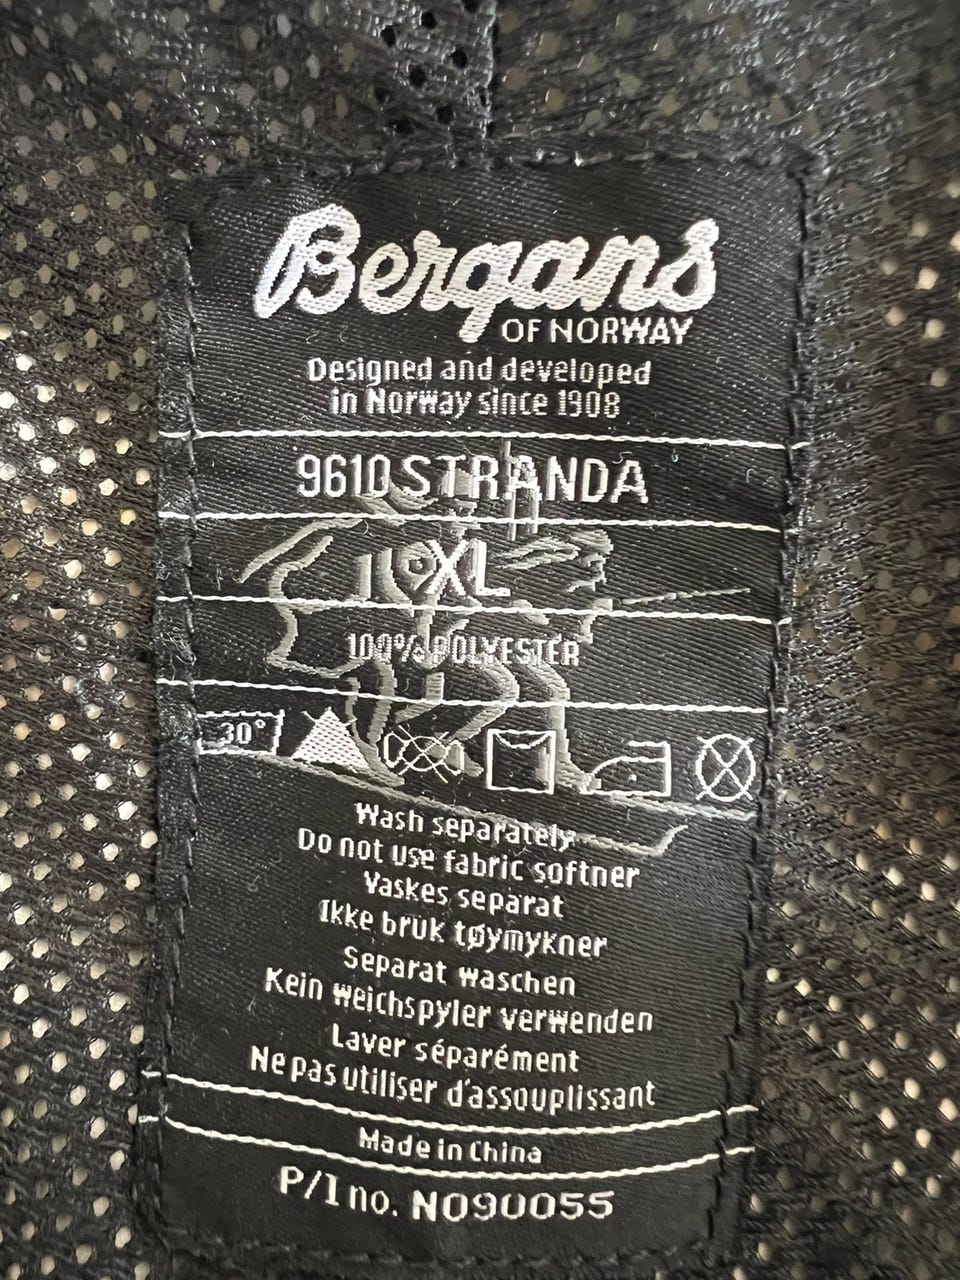 Bergans
OF NORWAY
Designed and developed
in Norway since 1908
9610 STRANDA
XL
100% POLYESTER
30°
Wash separately
Do not use fabric softner
Vaskes separat
Ikke bruk tøymykner
Separat waschen
Kein weichspyler verwenden
Laver séparément
Ne pas utiliser d'assouplissant
Made in China
P/I no. NO90055